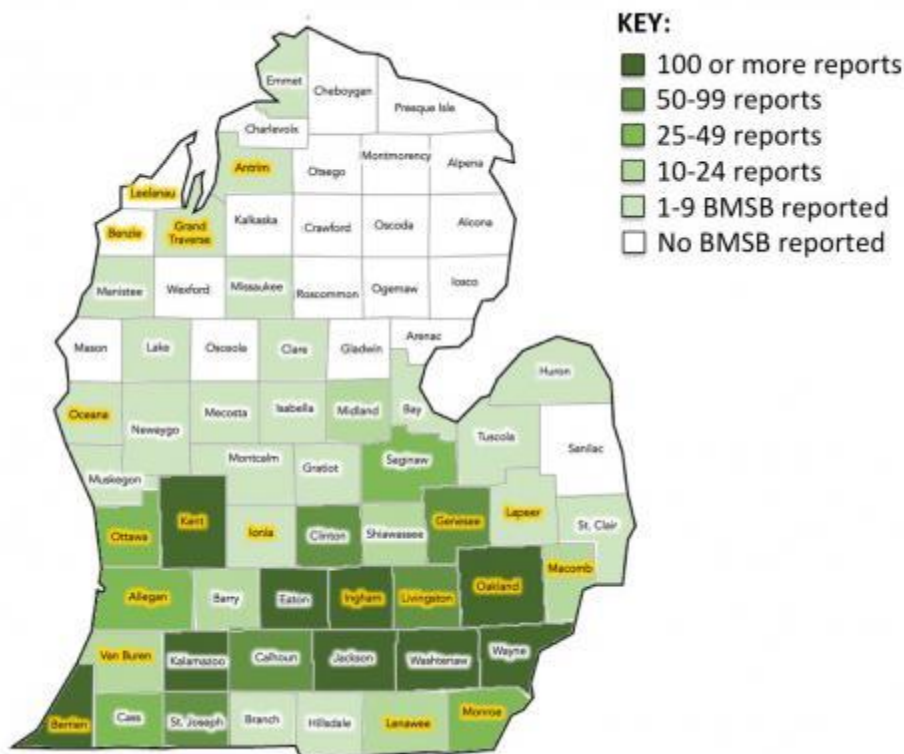 KEY:
100 or more reports
50-99 reports
25-49 reports
10-24 reports
1-9 BMSB reported
No BMSB reported
Emmet
Cheboygan
Presque Isle
Charlevoix
Antrim
Otsego
Montmorency
Alpena
Leelanau
Benzie
Grand
Traverse
Kalkaska
Crawford
Oscoda
Alcona
Manistee
Wexford
Missaukee
Roscommon
Ogemaw
Iosco
Mason
Lake
Clare
Gladwin
Arenac
Huron
Oceana
Newaygo
Mecosta
Isabella
Midland
Bay
Tuscola
Sanilac
Muskegon
Montcalm
Gratiot
Saginaw
Ottawa
Kent
Ionia
Clinton
Shiawassee
Genesee
Lapeer
St. Clair
Allegan
Barry
Eaton
Ingham
Livingston
Oakland
Macomb
Van Buren
Kalamazoo
Calhoun
Jackson
Washtenaw
Wayne
Berrien
Cass
St. Joseph
Branch
Hillsdale
Lenawee
Monroe